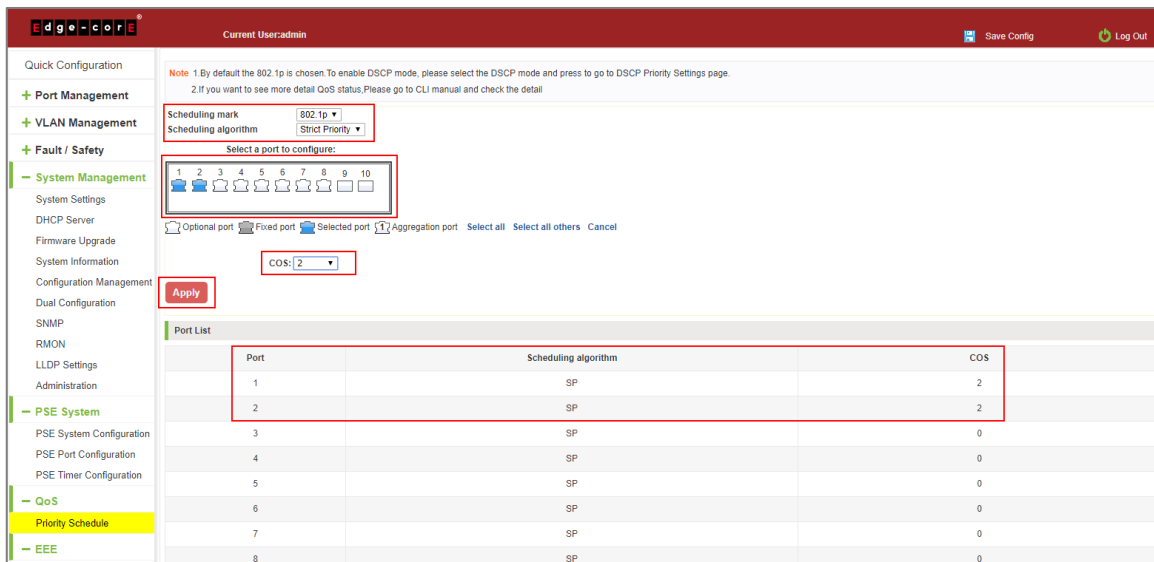 Edge-corE®
Current User:admin
Save Config
Log Out
Quick Configuration
+ Port Management
+ VLAN Management
+ Fault / Safety
− System Management
System Settings
DHCP Server
Firmware Upgrade
System Information
Configuration Management
Dual Configuration
SNMP
RMON
LLDP Settings
Administration
− PSE System
PSE System Configuration
PSE Port Configuration
PSE Timer Configuration
− QoS
Priority Schedule
− EEE
Note 1.By default the 802.1p is chosen.To enable DSCP mode, please select the DSCP mode and press to go to DSCP Priority Settings page.
2.If you want to see more detail QoS status,Please go to CLI manual and check the detail
Scheduling mark 802.1p ▼
Scheduling algorithm Strict Priority ▼
Select a port to configure:
1 2 3 4 5 6 7 8 9 10
Optional port Fixed port Selected port 1 Aggregation port Select all Select all others Cancel
COS: 2 ▼
Apply
Port List
Port Scheduling algorithm COS
1 SP 2
2 SP 2
3 SP 0
4 SP 0
5 SP 0
6 SP 0
7 SP 0
8 SP 0